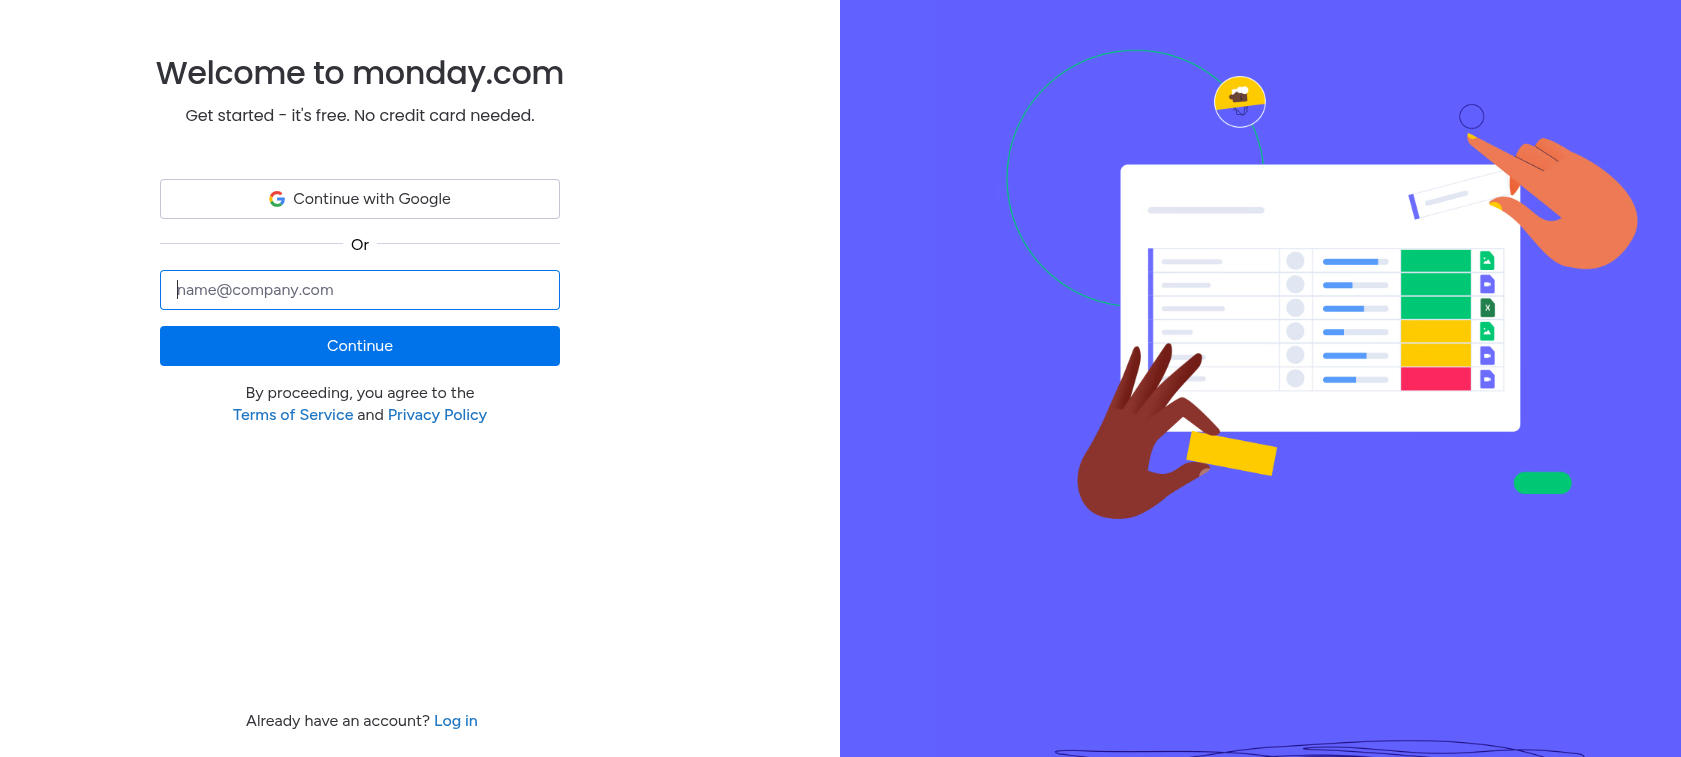 Welcome to monday.com
Get started - it's free. No credit card needed.
Continue with Google
Or
name@company.com
Continue
By proceeding, you agree to the
Terms of Service and Privacy Policy
Already have an account? Log in
X